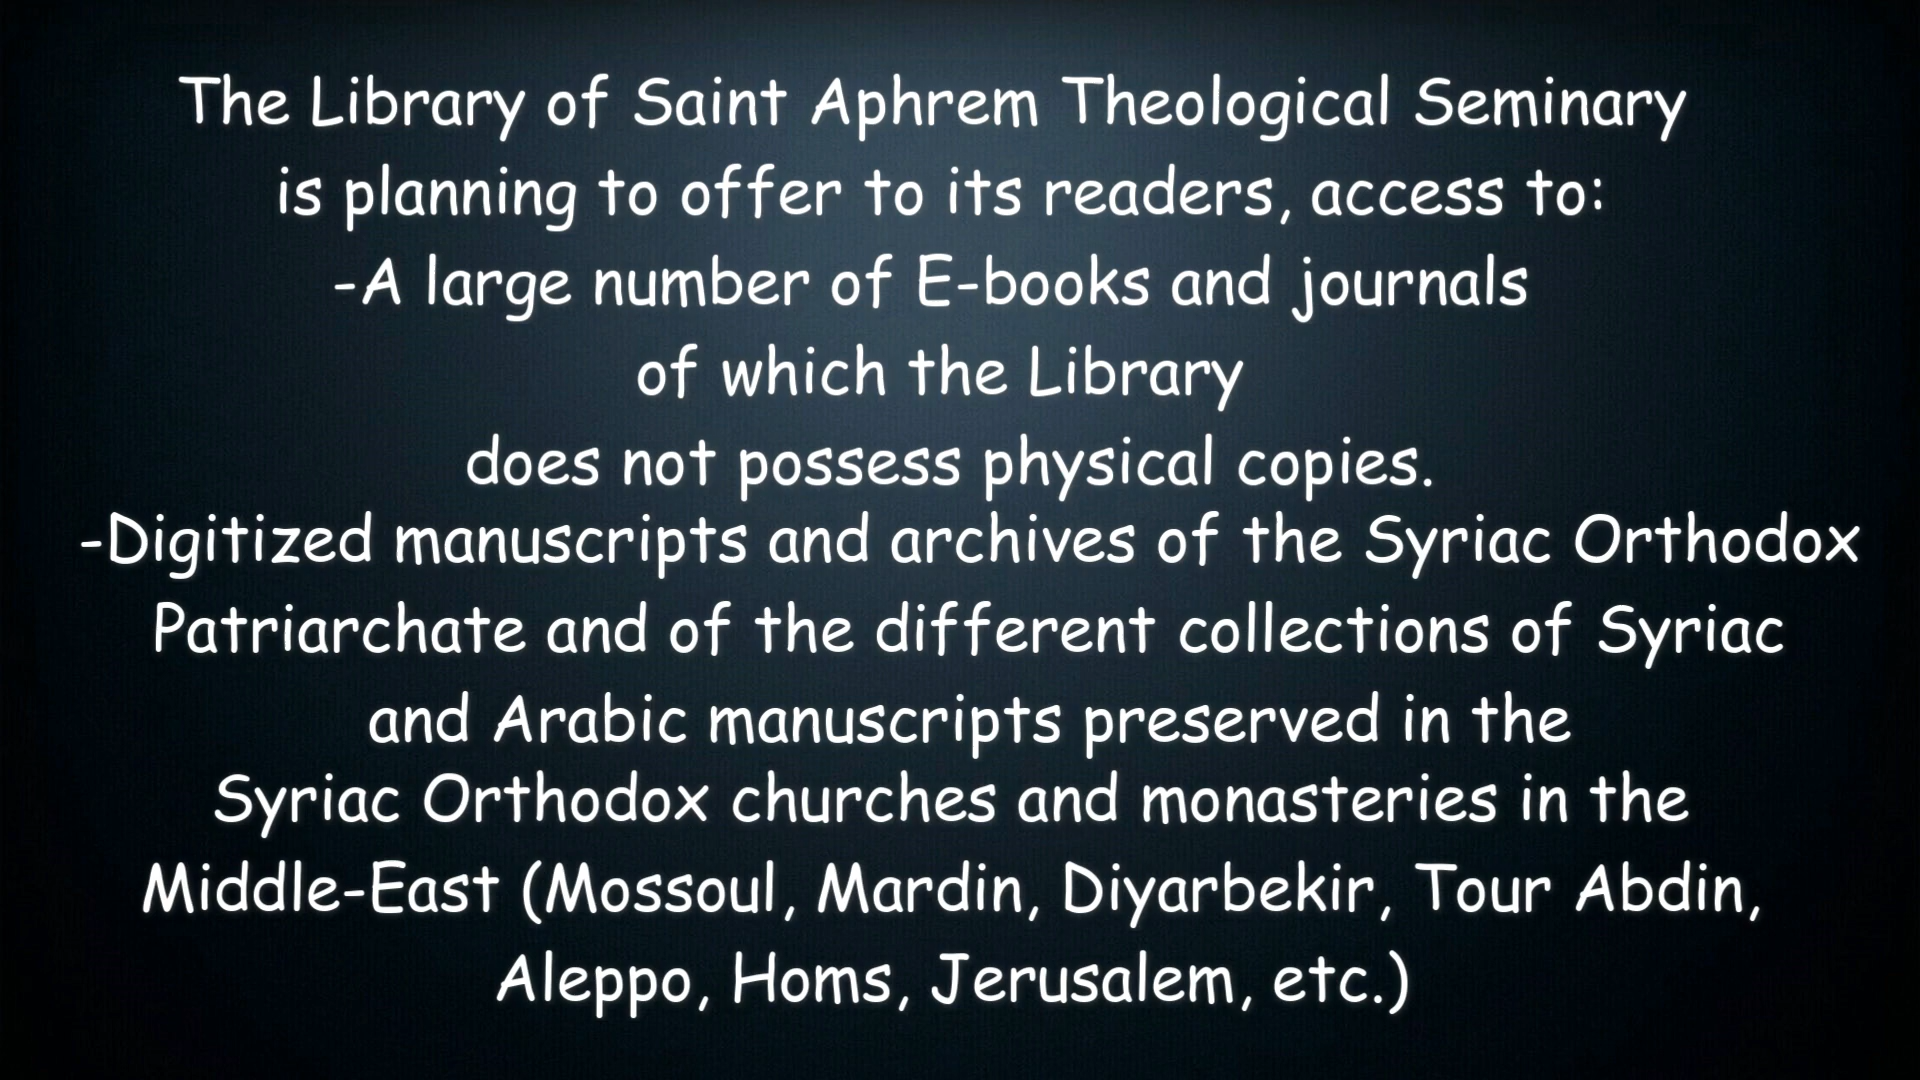 The Library of Saint Aphrem Theological Seminary
is planning to offer to its readers, access to:
-A large number of E-books and journals
of which the Library
does not possess physical copies.
-Digitized manuscripts and archives of the Syriac Orthodox
Patriarchate and of the different collections of Syriac
and Arabic manuscripts preserved in the
Syriac Orthodox churches and monasteries in the
Middle-East (Mossoul, Mardin, Diyarbekir, Tour Abdin,
Aleppo, Homs, Jerusalem, etc.)